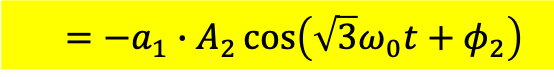 = −a₁ · A₂ cos(√3ω₀t + ϕ₂)